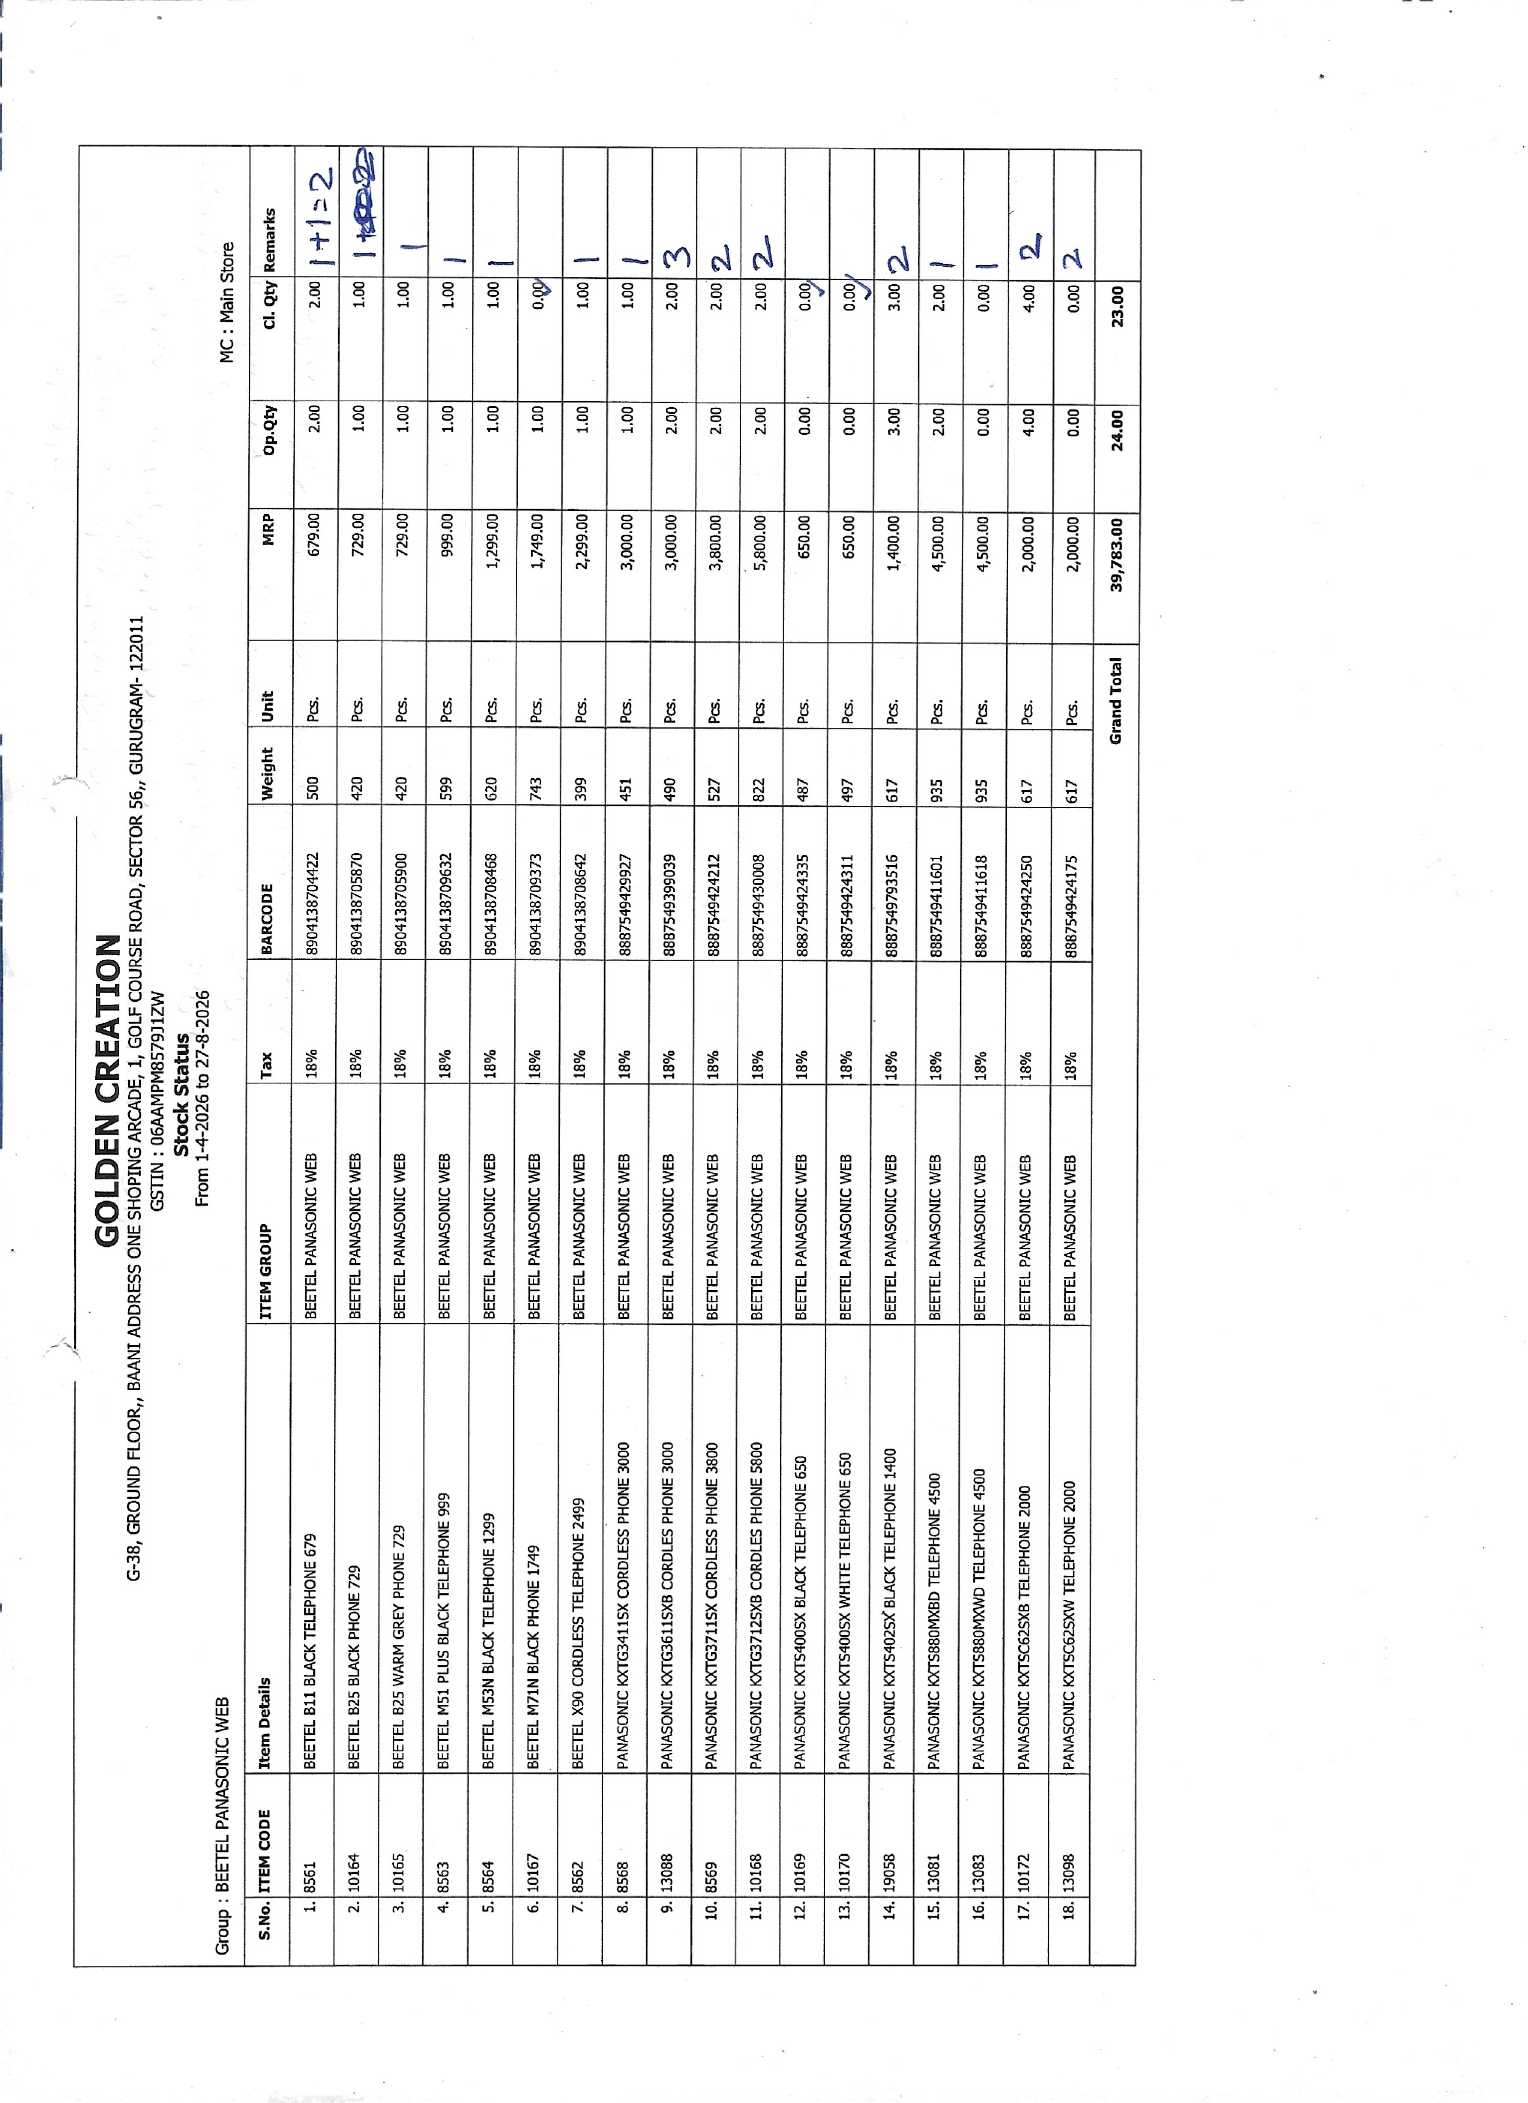 GOLDEN CREATION
G-38, GROUND FLOOR,, BAANI ADDRESS ONE SHOPING ARCADE, 1, GOLF COURSE ROAD, SECTOR 56,, GURUGRAM- 122011
GSTIN : 06AAMPM8579J1ZW
Stock Status
From 1-4-2026 to 27-8-2026
Group : BEETEL PANASONIC WEB MC : Main Store
S.No. ITEM CODE Item Details ITEM GROUP Tax BARCODE Weight Unit MRP Op.Qty Cl. Qty Remarks
1. 8561 BEETEL B11 BLACK TELEPHONE 679 BEETEL PANASONIC WEB 18% 8904138704422 500 Pcs. 679.00 2.00 2.00 1+1=2
2. 10164 BEETEL B25 BLACK PHONE 729 BEETEL PANASONIC WEB 18% 8904138705870 420 Pcs. 729.00 1.00 1.00 1
3. 10165 BEETEL B25 WARM GREY PHONE 729 BEETEL PANASONIC WEB 18% 8904138705900 420 Pcs. 729.00 1.00 1.00 1
4. 8563 BEETEL M51 PLUS BLACK TELEPHONE 999 BEETEL PANASONIC WEB 18% 8904138709632 599 Pcs. 999.00 1.00 1.00 1
5. 8564 BEETEL M53N BLACK TELEPHONE 1299 BEETEL PANASONIC WEB 18% 8904138708468 620 Pcs. 1,299.00 1.00 1.00 1
6. 10167 BEETEL M71N BLACK PHONE 1749 BEETEL PANASONIC WEB 18% 8904138709373 743 Pcs. 1,749.00 1.00 0.00 ✓
7. 8562 BEETEL X90 CORDLESS TELEPHONE 2499 BEETEL PANASONIC WEB 18% 8904138708642 399 Pcs. 2,299.00 1.00 1.00 1
8. 8568 PANASONIC KXTG3411SX CORDLESS PHONE 3000 BEETEL PANASONIC WEB 18% 8887549429927 451 Pcs. 3,000.00 1.00 1.00 1
9. 13088 PANASONIC KXTG3611SXB CORDLES PHONE 3000 BEETEL PANASONIC WEB 18% 8887549399039 490 Pcs. 3,000.00 2.00 2.00 3
10. 8569 PANASONIC KXTG3711SX CORDLESS PHONE 3800 BEETEL PANASONIC WEB 18% 8887549424212 527 Pcs. 3,800.00 2.00 2.00 2
11. 10168 PANASONIC KXTG3712SXB CORDLES PHONE 5800 BEETEL PANASONIC WEB 18% 8887549430008 822 Pcs. 5,800.00 2.00 2.00 2
12. 10169 PANASONIC KXTS400SX BLACK TELEPHONE 650 BEETEL PANASONIC WEB 18% 8887549424335 487 Pcs. 650.00 0.00 0.00 ✓
13. 10170 PANASONIC KXTS400SX WHITE TELEPHONE 650 BEETEL PANASONIC WEB 18% 8887549424311 497 Pcs. 650.00 0.00 0.00 ✓
14. 19058 PANASONIC KXTS402SX BLACK TELEPHONE 1400 BEETEL PANASONIC WEB 18% 8887549793516 617 Pcs. 1,400.00 3.00 3.00 2
15. 13081 PANASONIC KXTS880MXBD TELEPHONE 4500 BEETEL PANASONIC WEB 18% 8887549411601 935 Pcs. 4,500.00 2.00 2.00 1
16. 13083 PANASONIC KXTS880MXWD TELEPHONE 4500 BEETEL PANASONIC WEB 18% 8887549411618 935 Pcs. 4,500.00 0.00 0.00 1
17. 10172 PANASONIC KXTSC62SXB TELEPHONE 2000 BEETEL PANASONIC WEB 18% 8887549424250 617 Pcs. 2,000.00 4.00 4.00 2
18. 13098 PANASONIC KXTSC62SXW TELEPHONE 2000 BEETEL PANASONIC WEB 18% 8887549424175 617 Pcs. 2,000.00 0.00 0.00 2
Grand Total 39,783.00 24.00 23.00